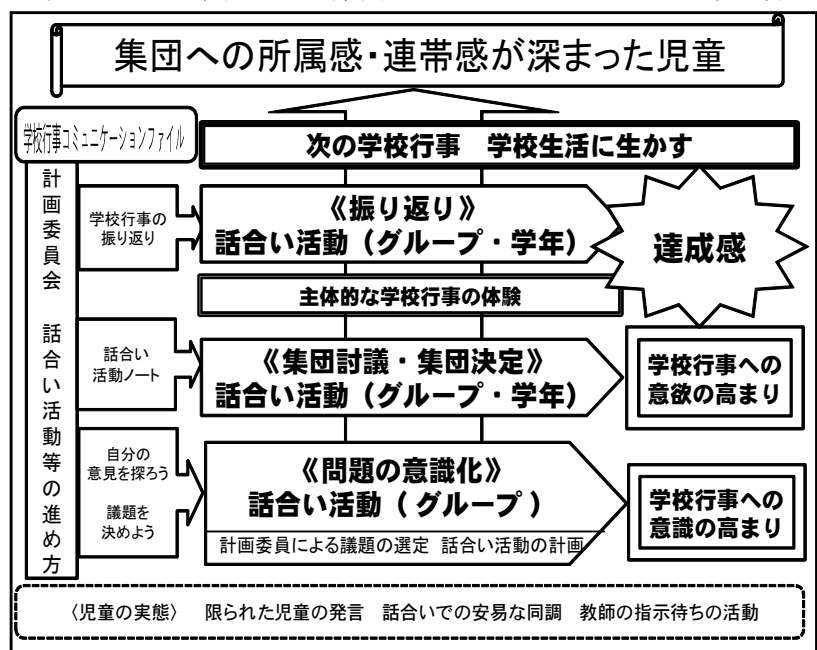 集団への所属感・連帯感が深まった児童
学校行事コミュニケーションファイル
次の学校行事 学校生活に生かす
計画委員会 話合い活動等の進め方
学校行事の
振り返り
《振り返り》
話合い活動（グループ・学年）
達成感
主体的な学校行事の体験
話合い
活動ノート
《集団討議・集団決定》
話合い活動（グループ・学年）
学校行事への
意欲の高まり
自分の
意見を探ろう
議題を
決めよう
《問題の意識化》
話合い活動（ グループ ）
計画委員による議題の選定 話合い活動の計画
学校行事への
意識の高まり
〈児童の実態〉 限られた児童の発言 話合いでの安易な同調 教師の指示待ちの活動